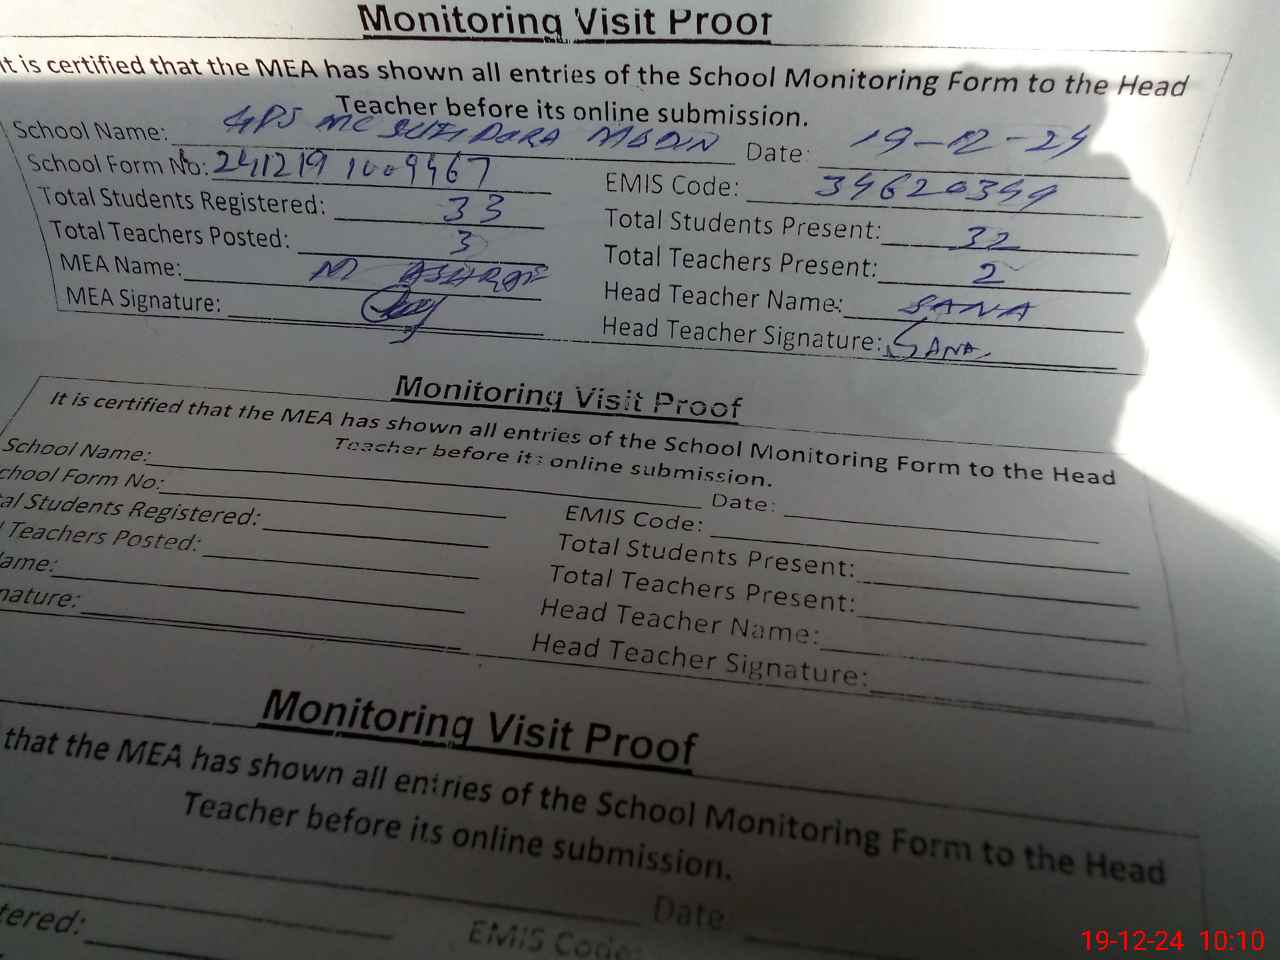 Monitoring Visit Proof
It is certified that the MEA has shown all entries of the School Monitoring Form to the Head
Teacher before its online submission.
School Name: GPS MC Date: 19-12-24
School Form No: 241219 1009467 EMIS Code: 34620349
Total Students Registered: 33 Total Students Present: 32
Total Teachers Posted: 3 Total Teachers Present: 2
MEA Name: M ASHRAF Head Teacher Name: SANA
MEA Signature: Head Teacher Signature: SANA
Monitoring Visit Proof
It is certified that the MEA has shown all entries of the School Monitoring Form to the Head
Teacher before its online submission.
School Name: Date:
chool Form No: EMIS Code:
al Students Registered: Total Students Present:
l Teachers Posted: Total Teachers Present:
ame: Head Teacher Name:
nature: Head Teacher Signature:
Monitoring Visit Proof
that the MEA has shown all entries of the School Monitoring Form to the Head
Teacher before its online submission.
Date
tered: EMIS Code:
19-12-24 10:10